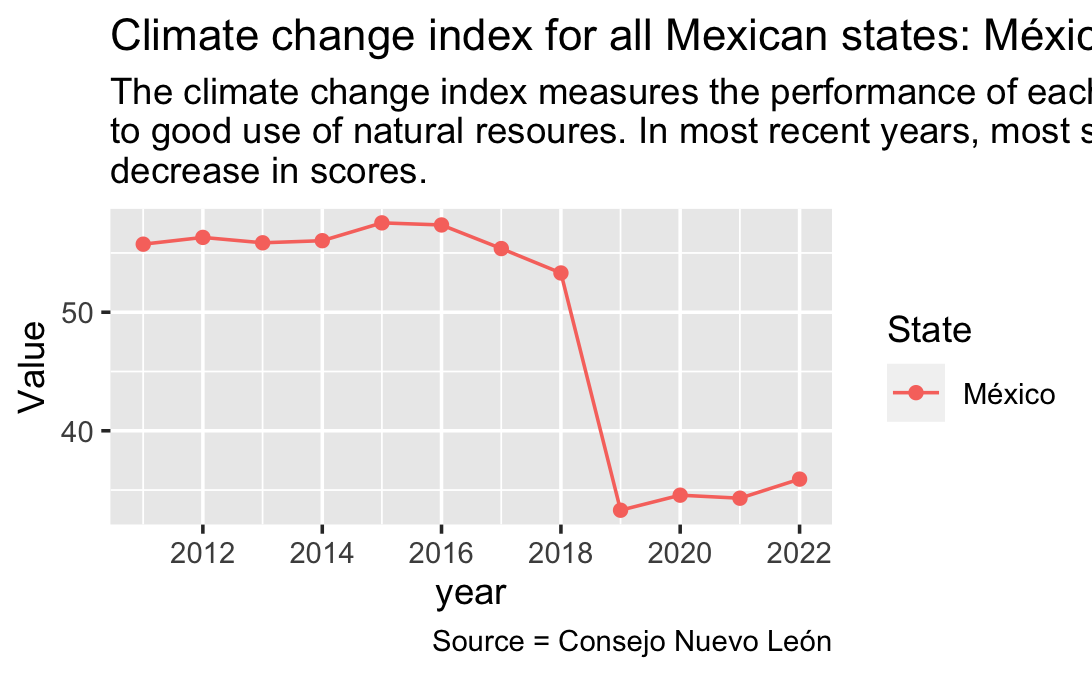 Climate change index for all Mexican states:
The climate change index measures the performance of each
to good use of natural resoures. In most recent years, most
decrease in scores.
50
40
Value
2012 2014 2016 2018 2020 2022
year
State
México
Source = Consejo Nuevo León